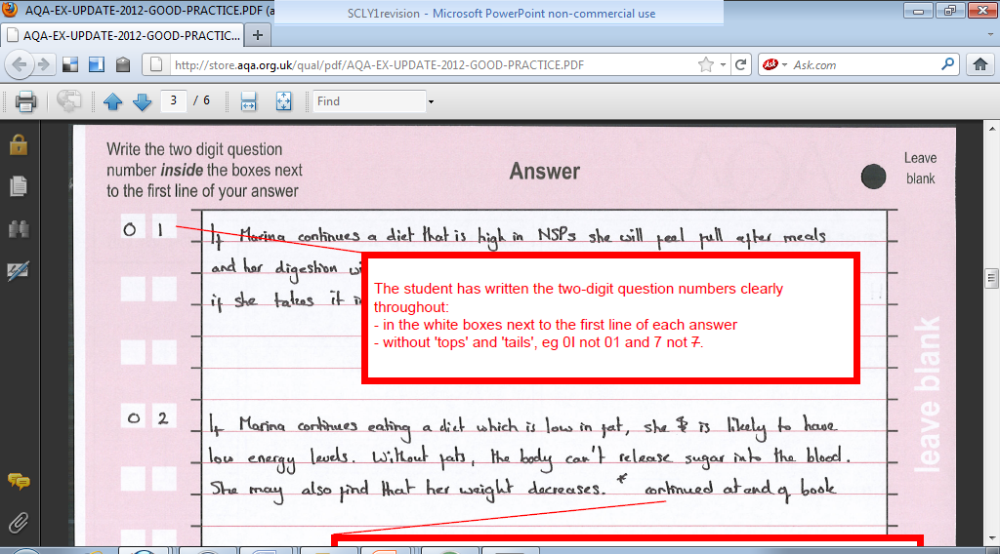 AQA-EX-UPDATE-2012-GOOD-PRACTICE.PDF (a
SCLY1revision - Microsoft PowerPoint non-commercial use
AQA-EX-UPDATE-2012-GOOD-PRACTIC...
http://store.aqa.org.uk/qual/pdf/AQA-EX-UPDATE-2012-GOOD-PRACTICE.PDF
Ask.com
3 / 6
Find
Write the two digit question
number inside the boxes next
to the first line of your answer
Answer
Leave
blank
0 1 If Marina continues a diet that is high in NSPs she will feel full after meals
and her digestion wi
if she takes it in
The student has written the two-digit question numbers clearly
throughout:
- in the white boxes next to the first line of each answer
- without 'tops' and 'tails', eg 0I not 01 and 7 not 7.
0 2 If Marina continues eating a diet which is low in fat, she is likely to have
low energy levels. Without fats, the body can't release sugar into the blood.
She may also find that her weight decreases. * continued at end of book
leave blank